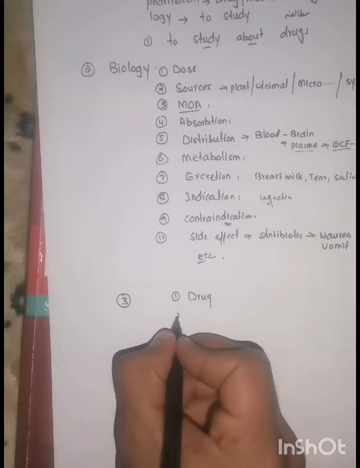 logy → to study
① to study about drugs
② Biology : ① Dose
② Sources → plant/animal/Micro..../sy
③ MOA :
④ Absorption :
⑤ Distribution → Blood-Brain
→ plasma → ECF
⑥ Metabolism :
⑦ Excretion : Breast milk, Tear, Saliv
⑧ Indication :
⑨ contraindication.
⑩ side effect → Antibiotic →
vomit
etc.
③ ① Drug
InShOt